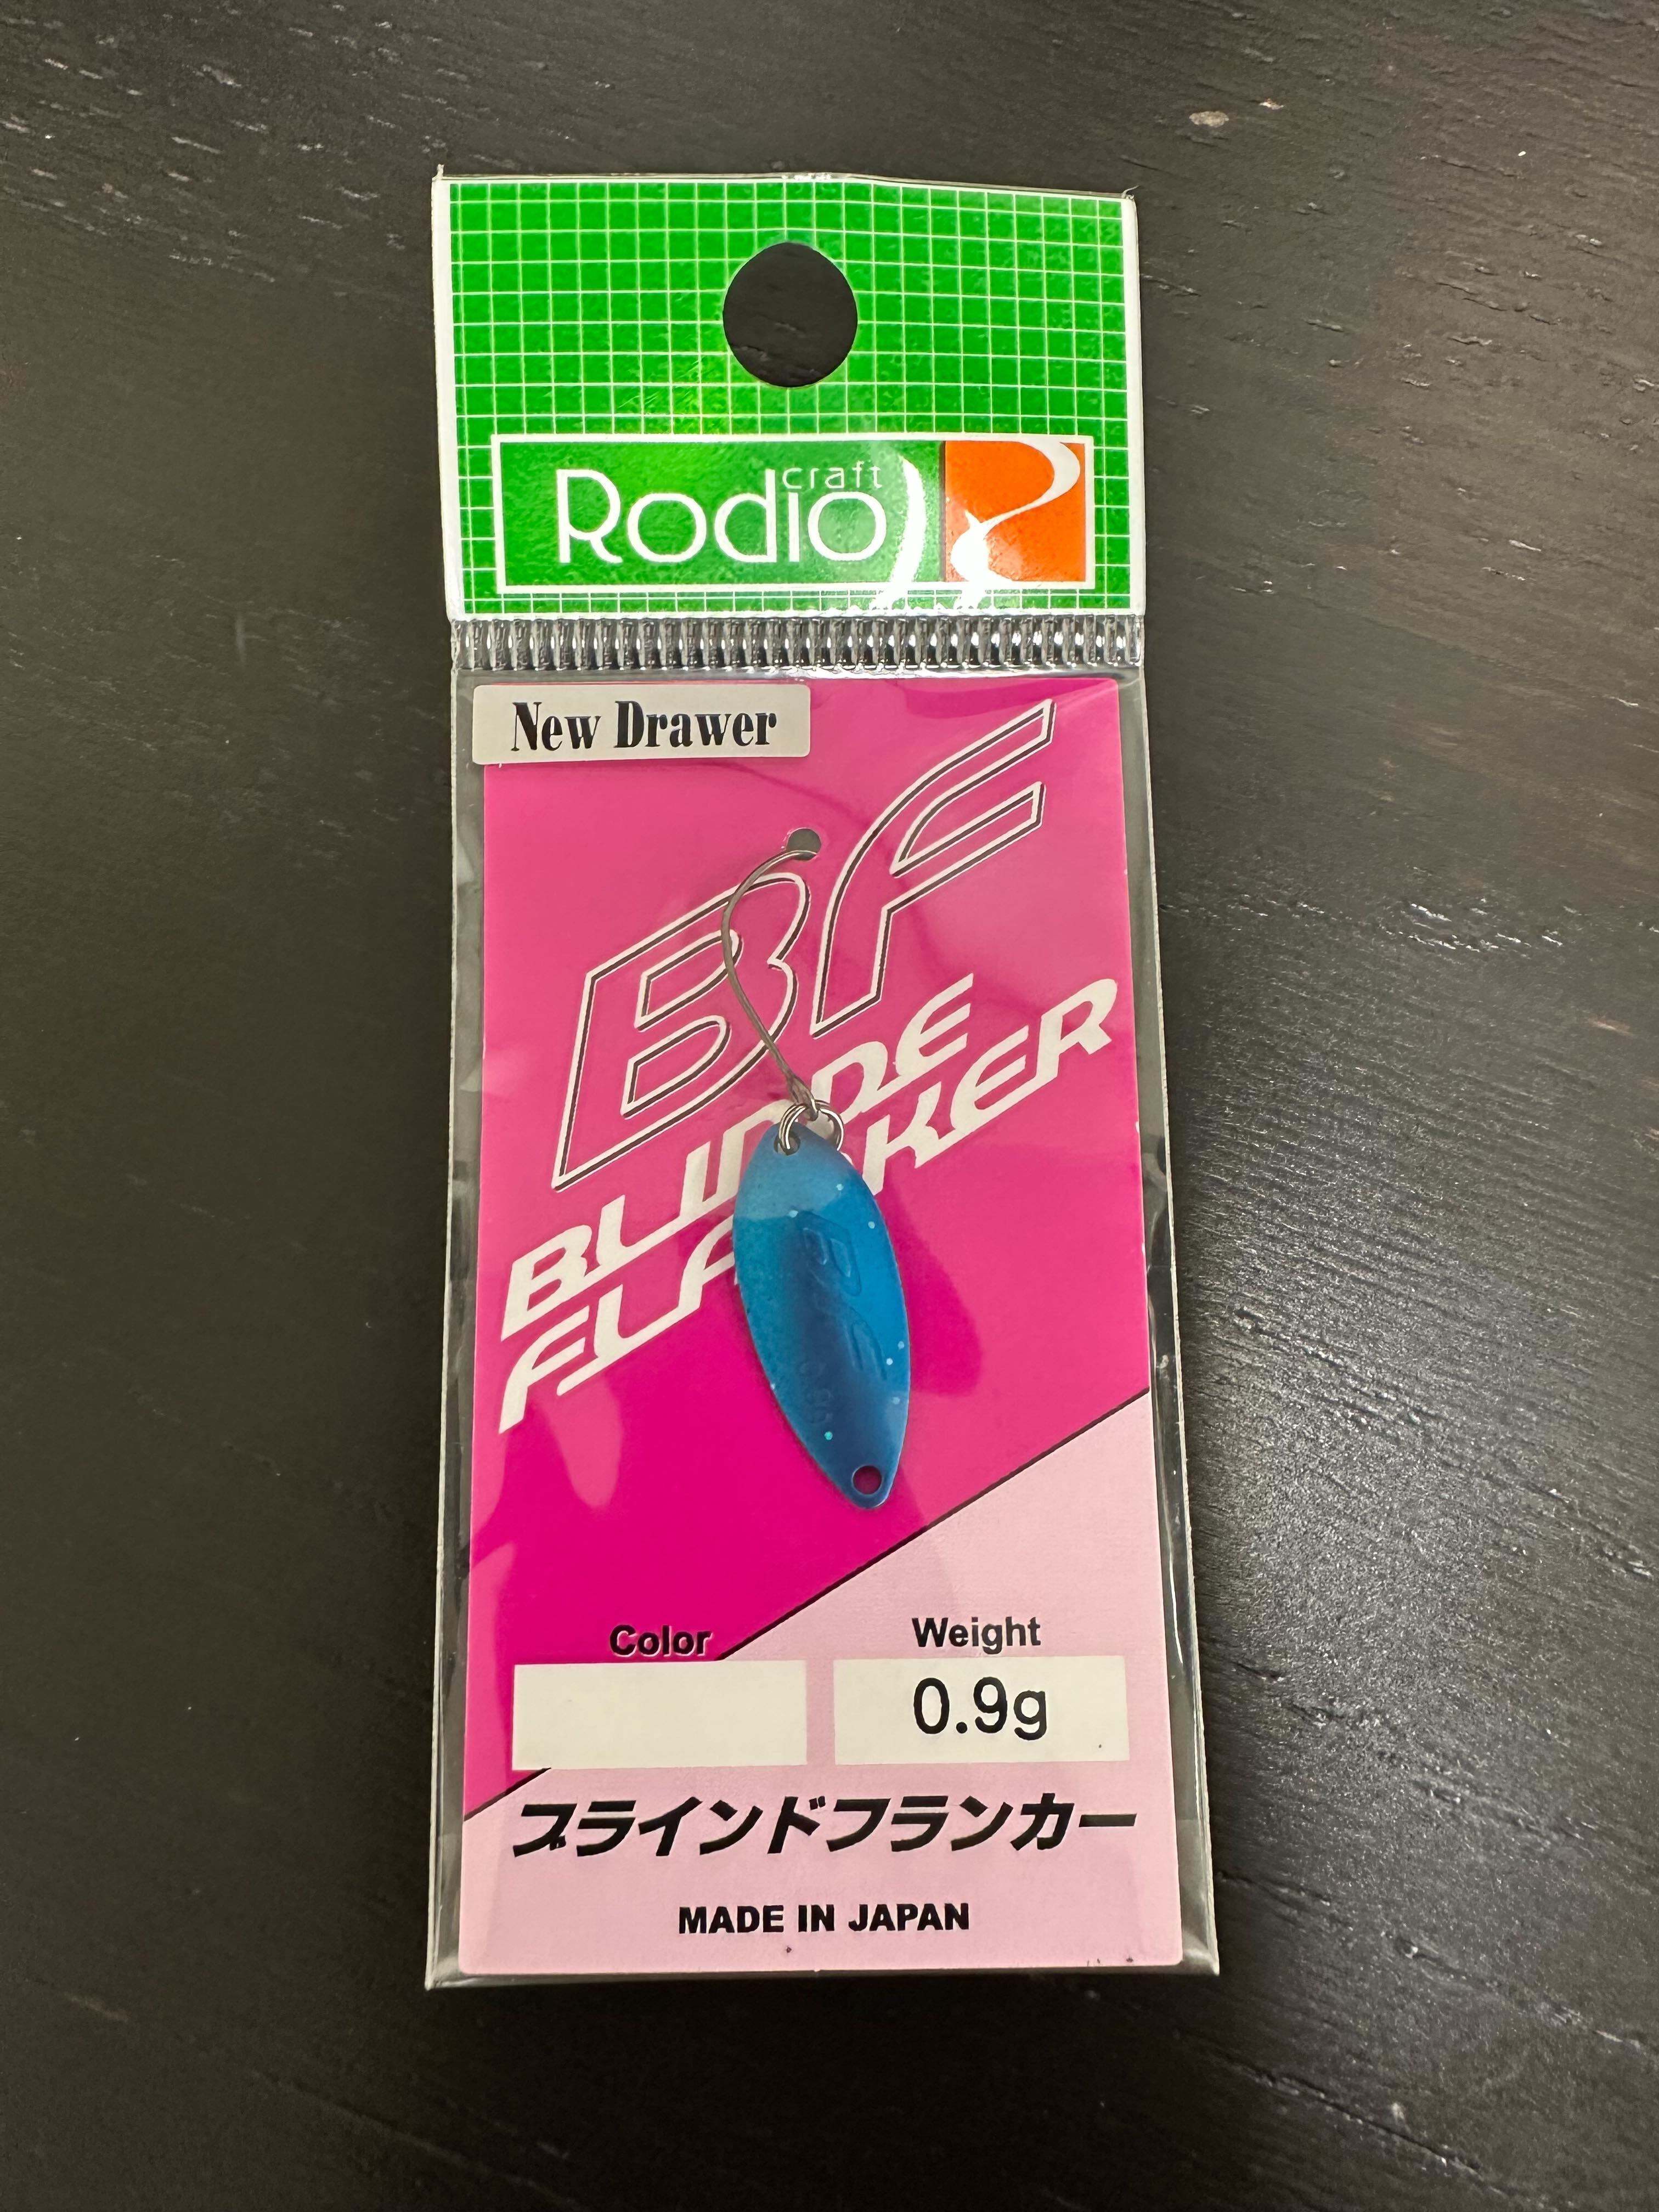 Rodio craft
New Drawer
BF
BLINDE
FLANKER
BF
Color
Weight
0.9g
ブラインドフランカー
MADE IN JAPAN